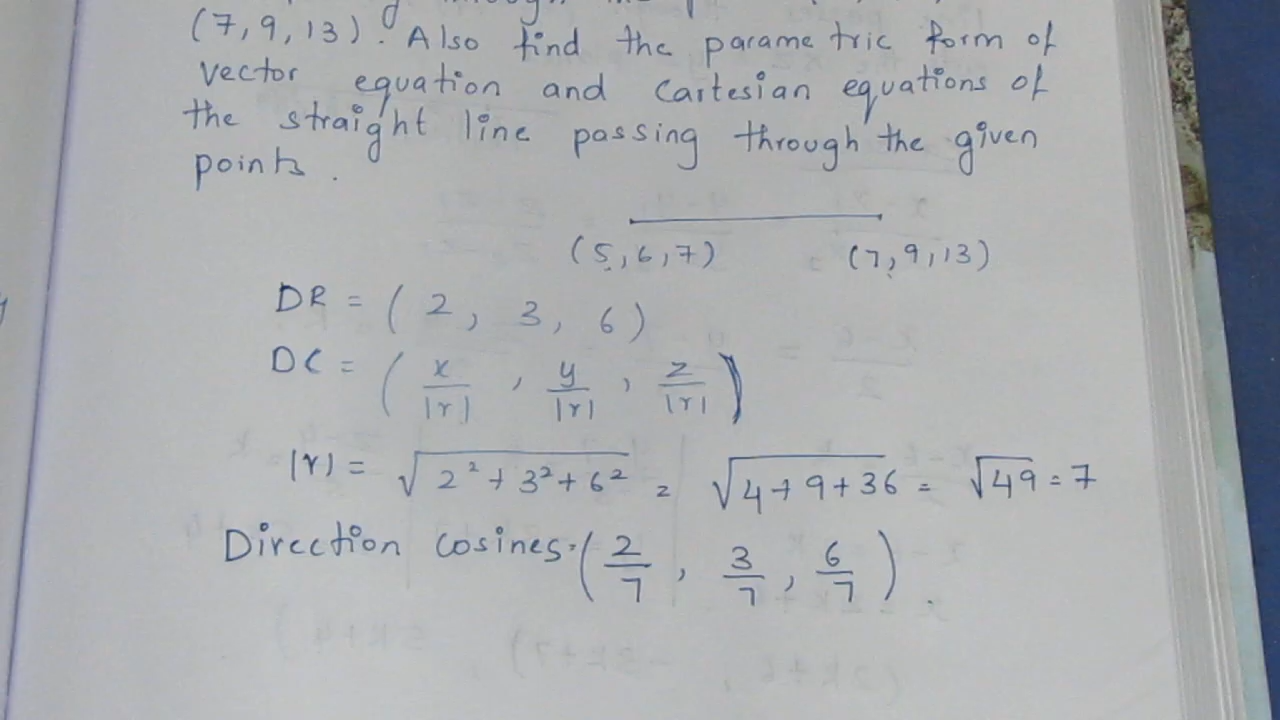 (7, 9, 13). Also find the parametric form of
vector equation and Cartesian equations of
the straight line passing through the given
points.
(5, 6, 7) (7, 9, 13)
DR = ( 2, 3, 6 )
DC = ( x/|r| , y/|r| , z/|r| )
|r| = √2² + 3² + 6² = √4 + 9 + 36 = √49 = 7
Direction cosines = ( 2/7 , 3/7 , 6/7 ) .